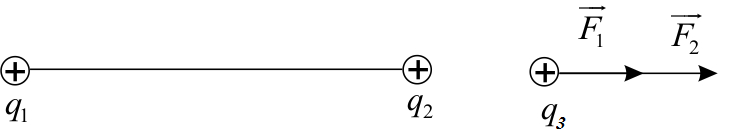 F₁ F₂
+ + +
q₁ q₂ q₃